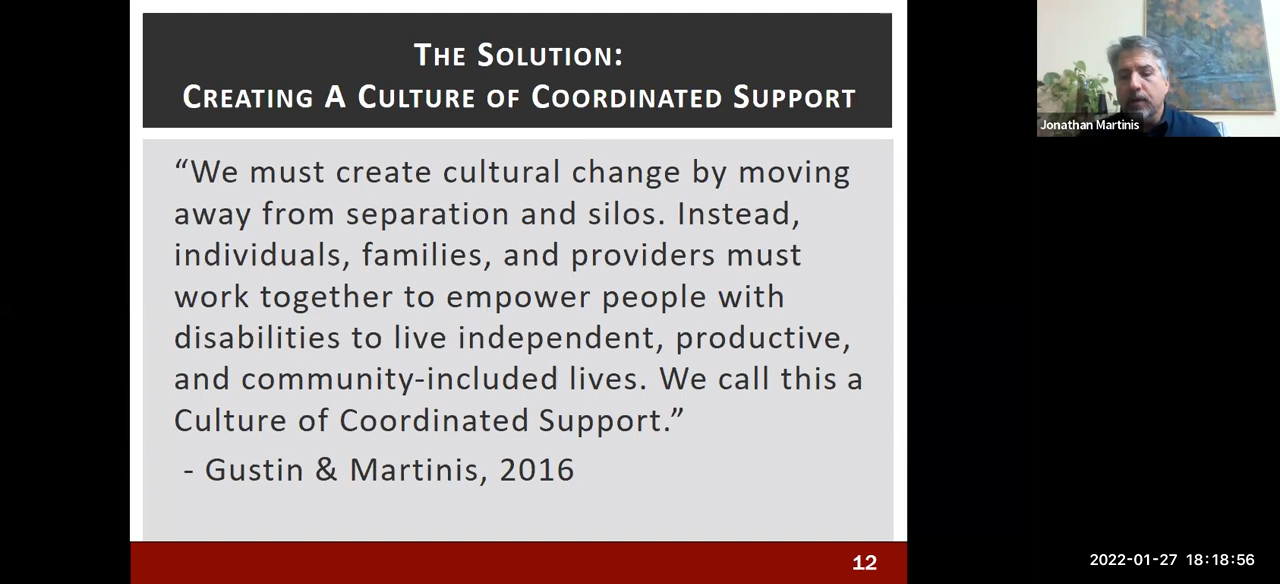 The Solution:
Creating A Culture of Coordinated Support
“We must create cultural change by moving
away from separation and silos. Instead,
individuals, families, and providers must
work together to empower people with
disabilities to live independent, productive,
and community-included lives. We call this a
Culture of Coordinated Support.”
- Gustin & Martinis, 2016
12
Jonathan Martinis
2022-01-27 18:18:56